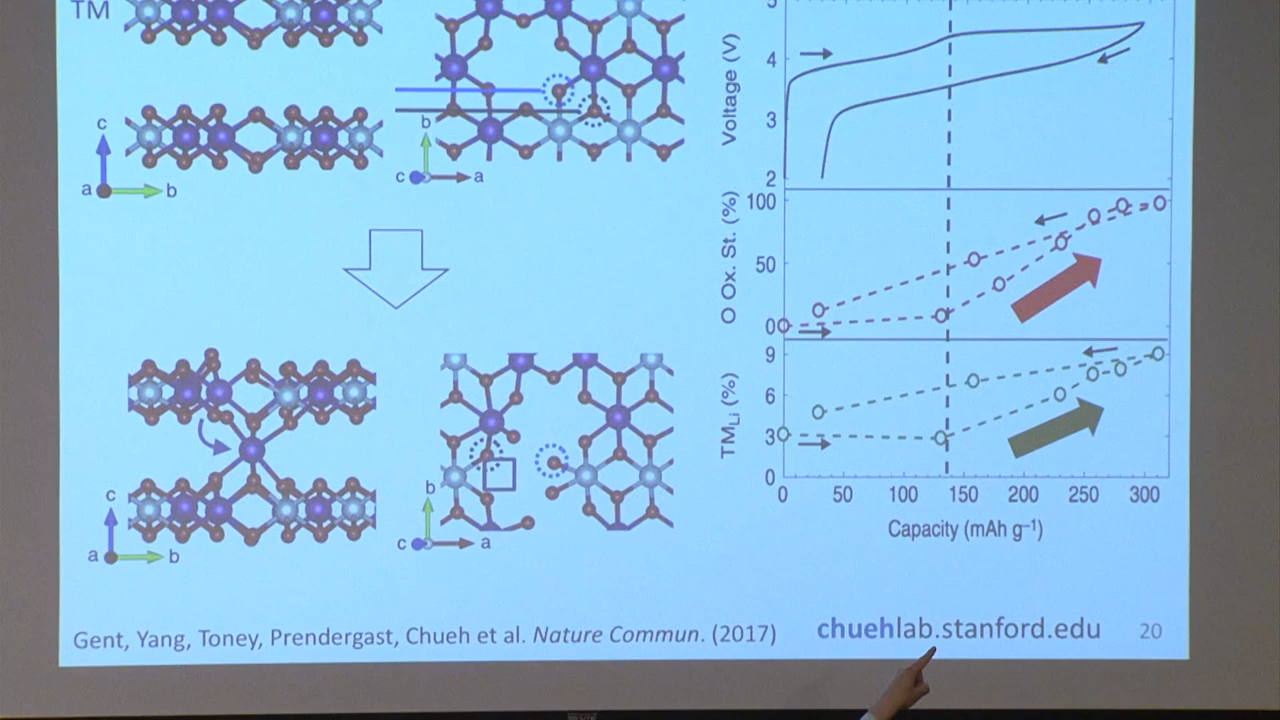 TM
c
a
b
b
c
a
c
a
b
b
c
a
Voltage (V)
5
4
3
2
O Ox. St. (%)
100
50
0
TM_Li (%)
9
6
3
0
0 50 100 150 200 250 300
Capacity (mAh g⁻¹)
Gent, Yang, Toney, Prendergast, Chueh et al. Nature Commun. (2017)
chuehlab.stanford.edu
20